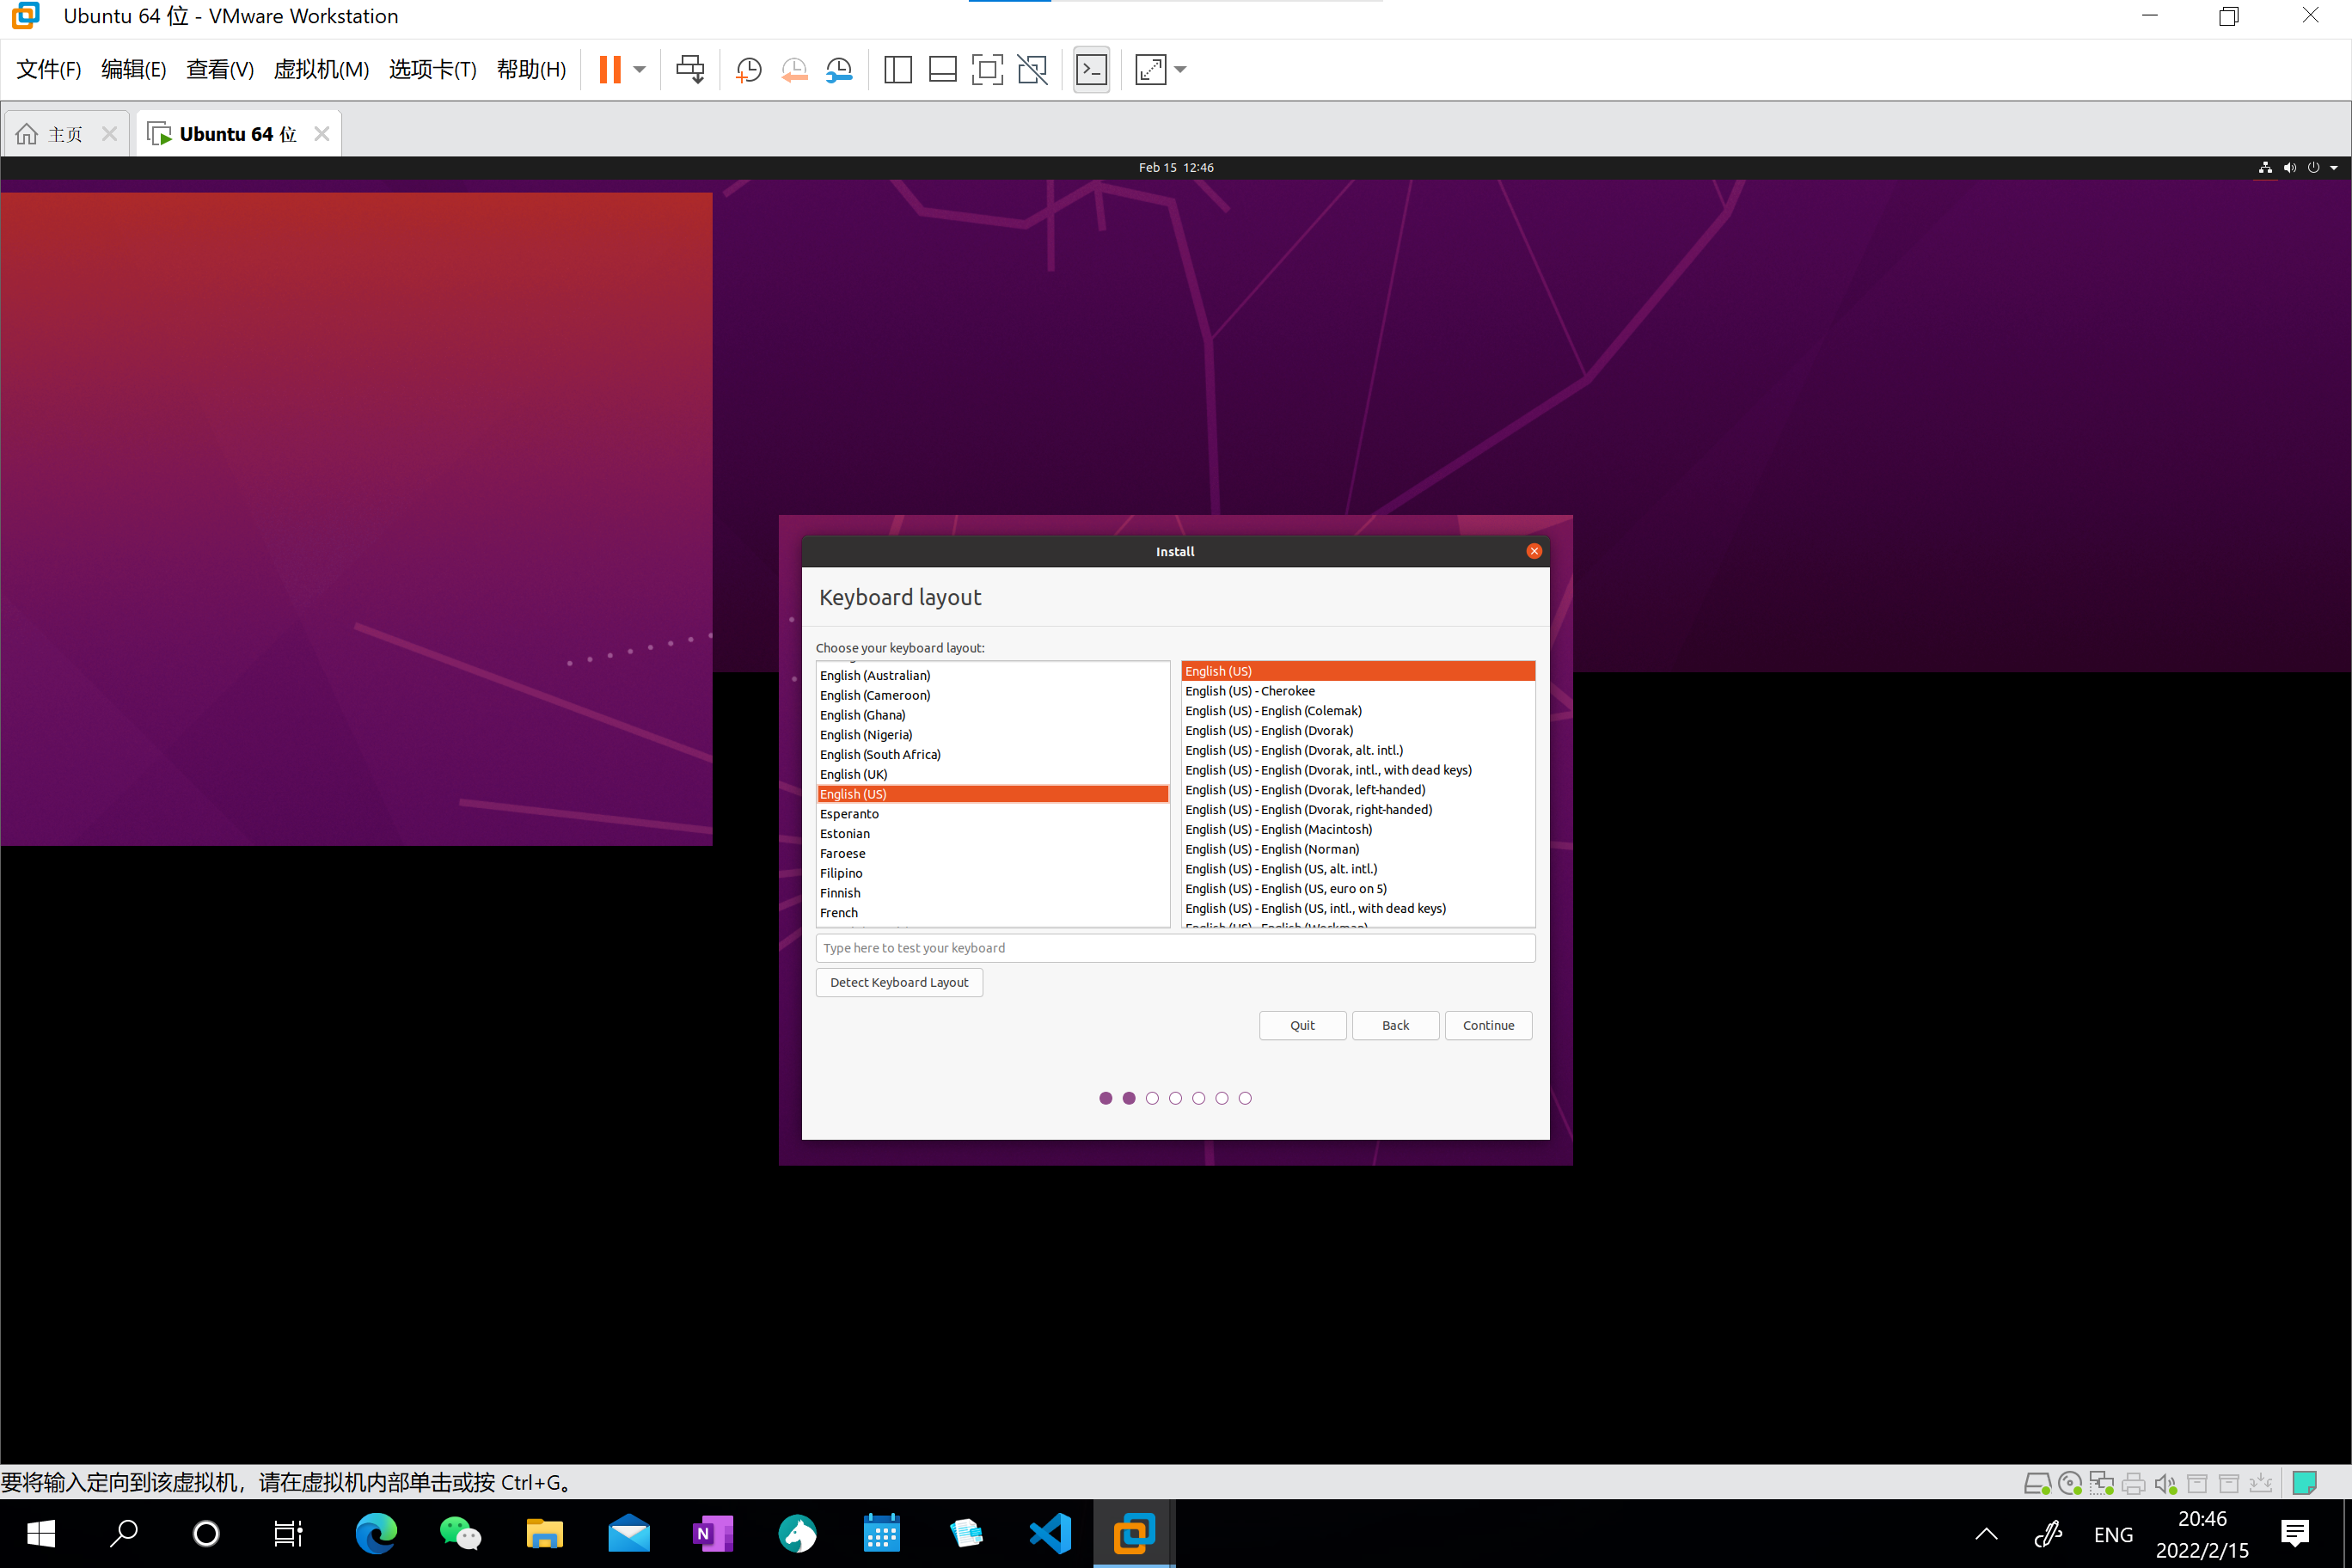 Ubuntu 64 位 - VMware Workstation
文件(F) 编辑(E) 查看(V) 虚拟机(M) 选项卡(T) 帮助(H)
主页 Ubuntu 64 位
Feb 15 12:46
Install
Keyboard layout
Choose your keyboard layout:
English (Australian)
English (Cameroon)
English (Ghana)
English (Nigeria)
English (South Africa)
English (UK)
English (US)
Esperanto
Estonian
Faroese
Filipino
Finnish
French
English (US)
English (US) - Cherokee
English (US) - English (Colemak)
English (US) - English (Dvorak)
English (US) - English (Dvorak, alt. intl.)
English (US) - English (Dvorak, intl., with dead keys)
English (US) - English (Dvorak, left-handed)
English (US) - English (Dvorak, right-handed)
English (US) - English (Macintosh)
English (US) - English (Norman)
English (US) - English (US, alt. intl.)
English (US) - English (US, euro on 5)
English (US) - English (US, intl., with dead keys)
English (US) - English (Workman)
Type here to test your keyboard
Detect Keyboard Layout
Quit Back Continue
要将输入定向到该虚拟机，请在虚拟机内部单击或按 Ctrl+G。
N
ENG
20:46
2022/2/15